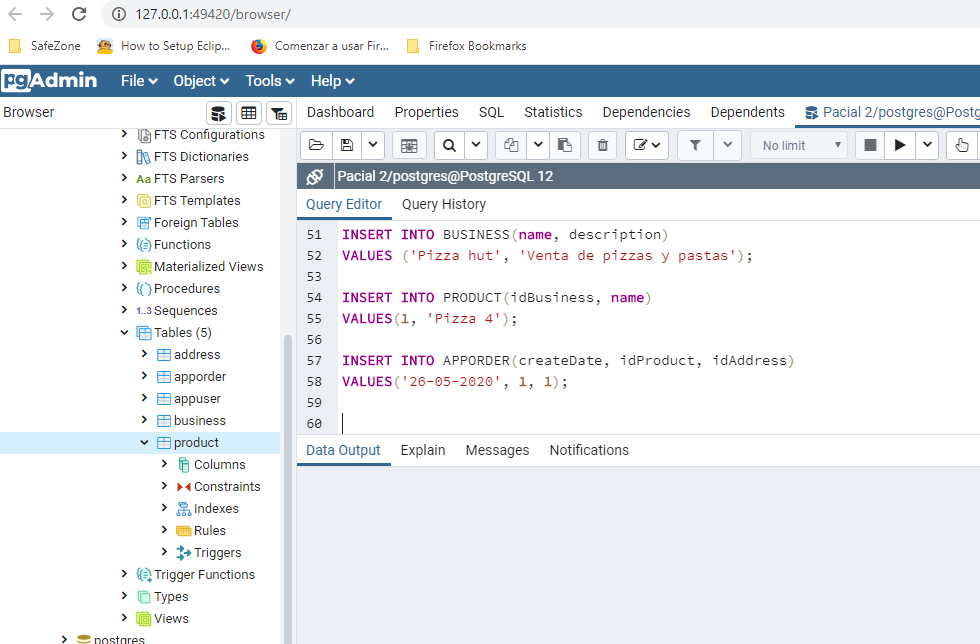 127.0.0.1:49420/browser/
SafeZone How to Setup Eclip... Comenzar a usar Fir... Firefox Bookmarks
pgAdmin File Object Tools Help
Browser
Dashboard Properties SQL Statistics Dependencies Dependents Pacial 2/postgres@Postg
FTS Configurations
FTS Dictionaries
Aa FTS Parsers
FTS Templates
Foreign Tables
Functions
Materialized Views
Procedures
1..3 Sequences
Tables (5)
address
apporder
appuser
business
product
Columns
Constraints
Indexes
Rules
Triggers
Trigger Functions
Types
Views
postgres
No limit
Pacial 2/postgres@PostgreSQL 12
Query Editor Query History
51 INSERT INTO BUSINESS(name, description)
52 VALUES ('Pizza hut', 'Venta de pizzas y pastas');
53
54 INSERT INTO PRODUCT(idBusiness, name)
55 VALUES(1, 'Pizza 4');
56
57 INSERT INTO APPORDER(createDate, idProduct, idAddress)
58 VALUES('26-05-2020', 1, 1);
59
60
Data Output Explain Messages Notifications